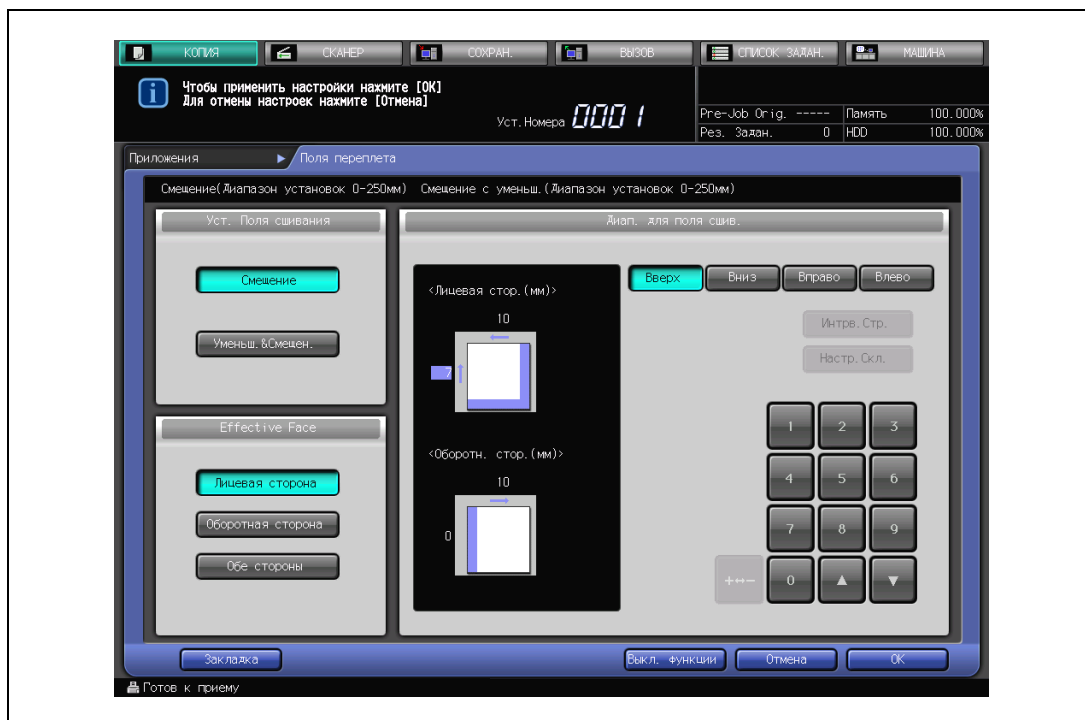 КОПИЯ СКАНЕР СОХРАН. ВЫЗОВ СПИСОК ЗАДАН. МАШИНА
Чтобы применить настройки нажмите [OK]
Для отмены настроек нажмите [Отмена]
Уст.Номера 0001
Pre-Job Orig. ----- Память 100.000%
Рез. Задан. 0 HDD 100.000%
Приложения ▶ Поля переплета
Смещение(Диапазон установок 0-250мм) Смещение с уменьш.(Диапазон установок 0-250мм)
Уст. Поля сшивания
Смещение
Уменьш.&Смещен.
Effective Face
Лицевая сторона
Оборотная сторона
Обе стороны
Диап. для поля сшив.
<Лицевая стор.(мм)>
10
7
<Оборотн. стор.(мм)>
10
0
Вверх Вниз Вправо Влево
Интрв.Стр.
Настр.Скл.
1 2 3
4 5 6
7 8 9
+↔- 0 ▲ ▼
Закладка Выкл. функции Отмена OK
Готов к приему